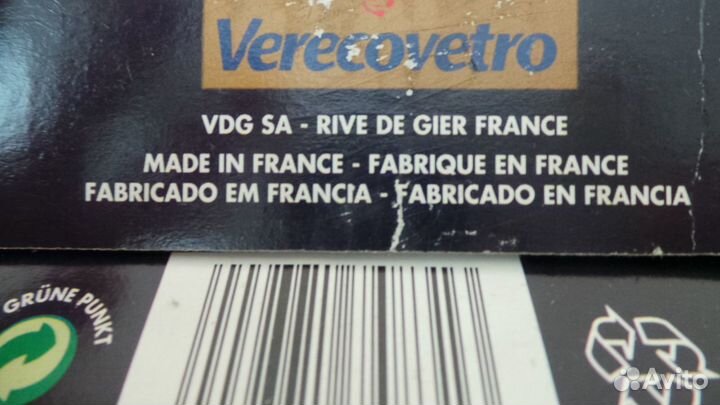 Verecovetro
VDG SA - RIVE DE GIER FRANCE
MADE IN FRANCE - FABRIQUE EN FRANCE
FABRICADO EM FRANCIA - FABRICADO EN FRANCIA
GRÜNE PUNKT
Avito